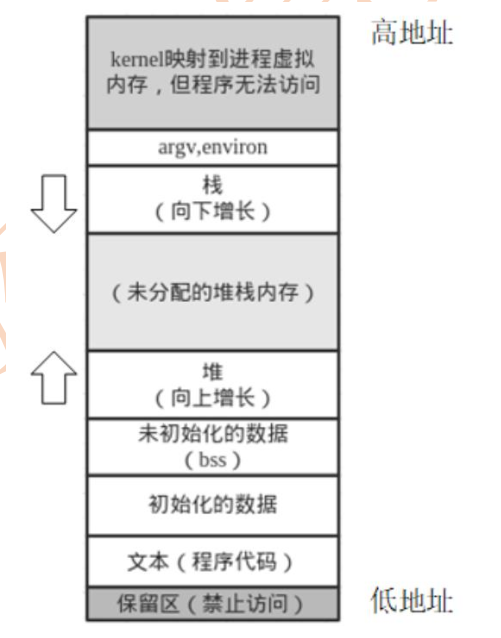 高地址
kernel映射到进程虚拟
内存，但程序无法访问
argv,environ
栈
（向下增长）
（未分配的堆栈内存）
堆
（向上增长）
未初始化的数据
（bss）
初始化的数据
文本（程序代码）
保留区（禁止访问）
低地址